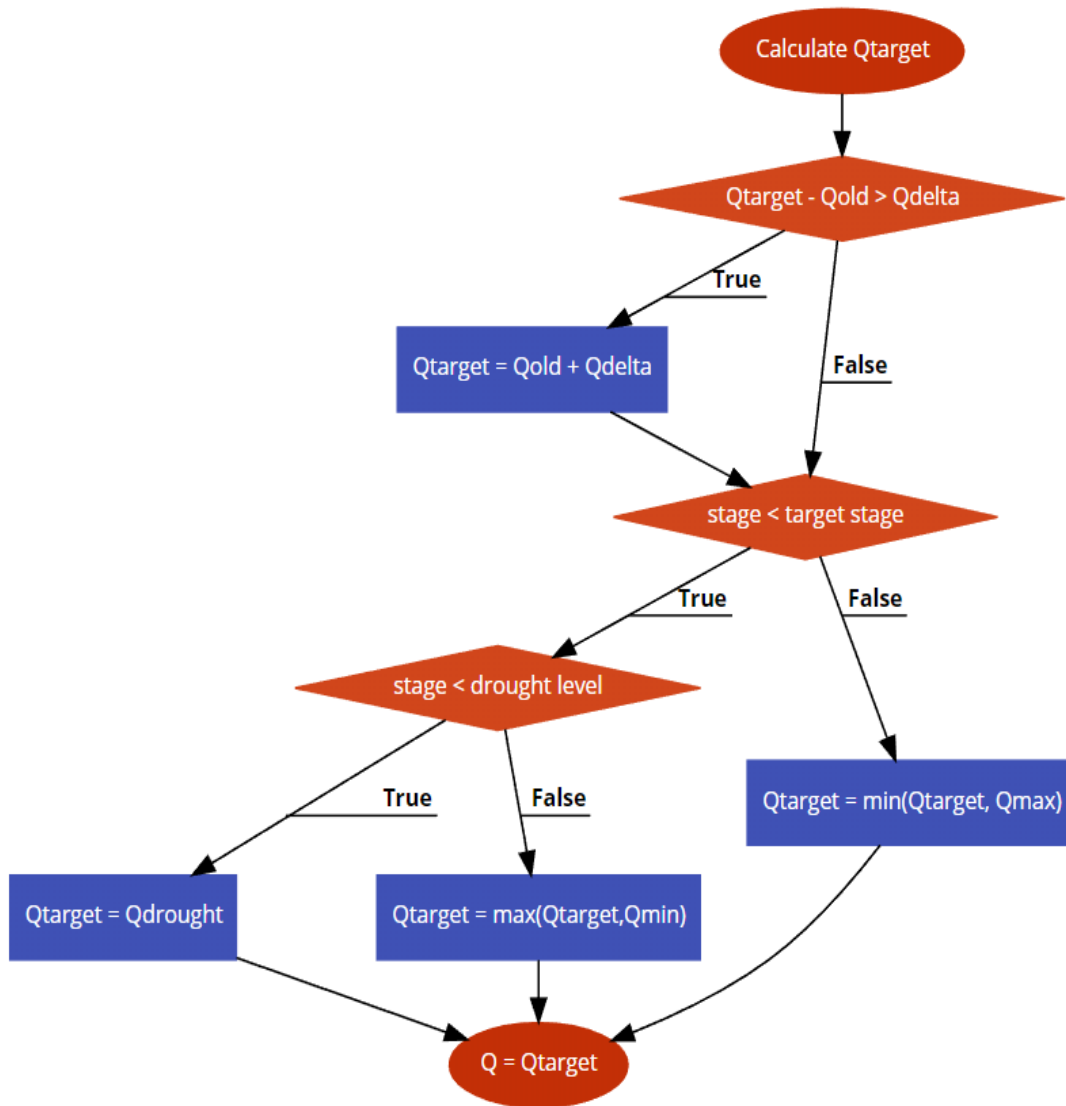 Calculate Qtarget
Qtarget - Qold > Qdelta
True
Qtarget = Qold + Qdelta
False
stage < target stage
True
False
stage < drought level
True
False
Qtarget = min(Qtarget, Qmax)
Qtarget = Qdrought
Qtarget = max(Qtarget,Qmin)
Q = Qtarget